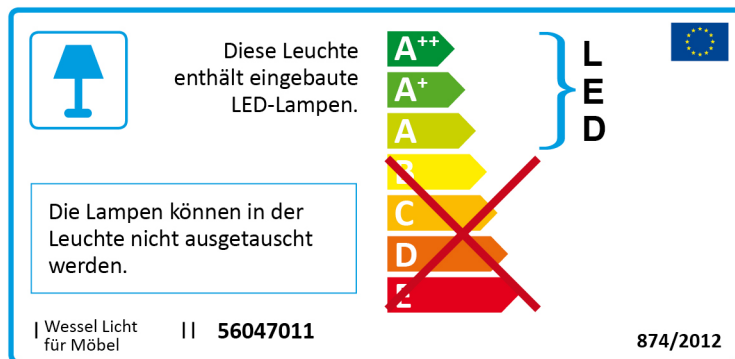 Diese Leuchte
enthält eingebaute
LED-Lampen.
A++
A+
A
B
C
D
E
L
E
D
Die Lampen können in der
Leuchte nicht ausgetauscht
werden.
I Wessel Licht
für Möbel
II 56047011
874/2012